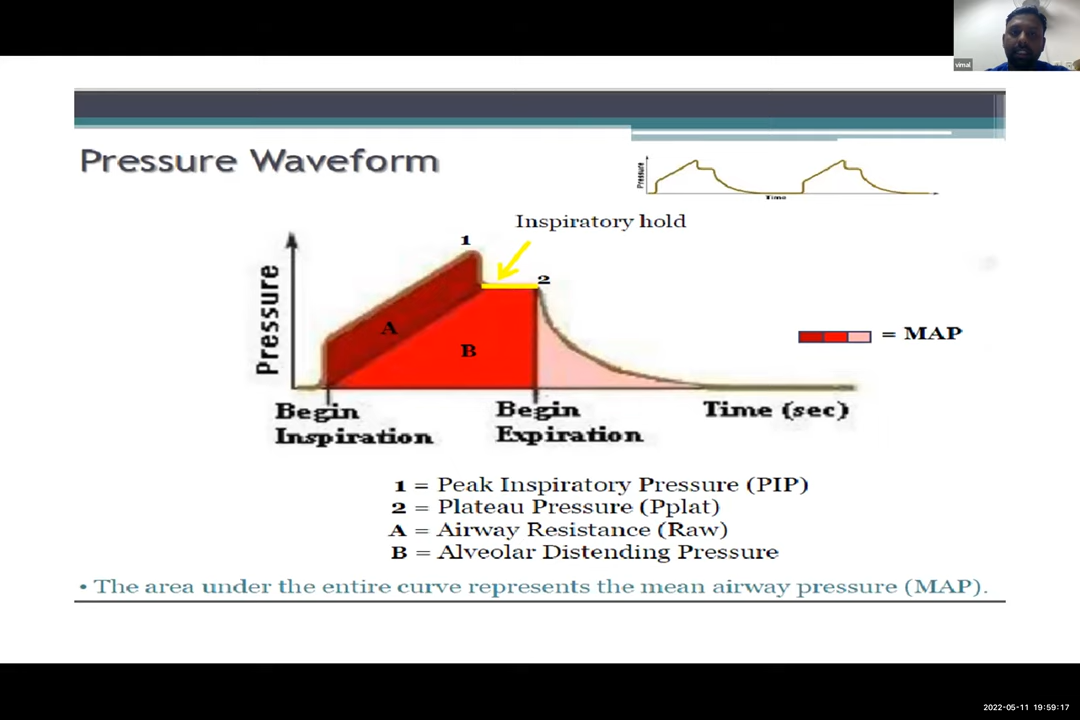 vimal
Pressure Waveform
Pressure
Time
Inspiratory hold
1
2
Pressure
A
B
= MAP
Begin Inspiration
Begin Expiration
Time (sec)
1 = Peak Inspiratory Pressure (PIP)
2 = Plateau Pressure (Pplat)
A = Airway Resistance (Raw)
B = Alveolar Distending Pressure
• The area under the entire curve represents the mean airway pressure (MAP).
2022-05-11 19:59:17